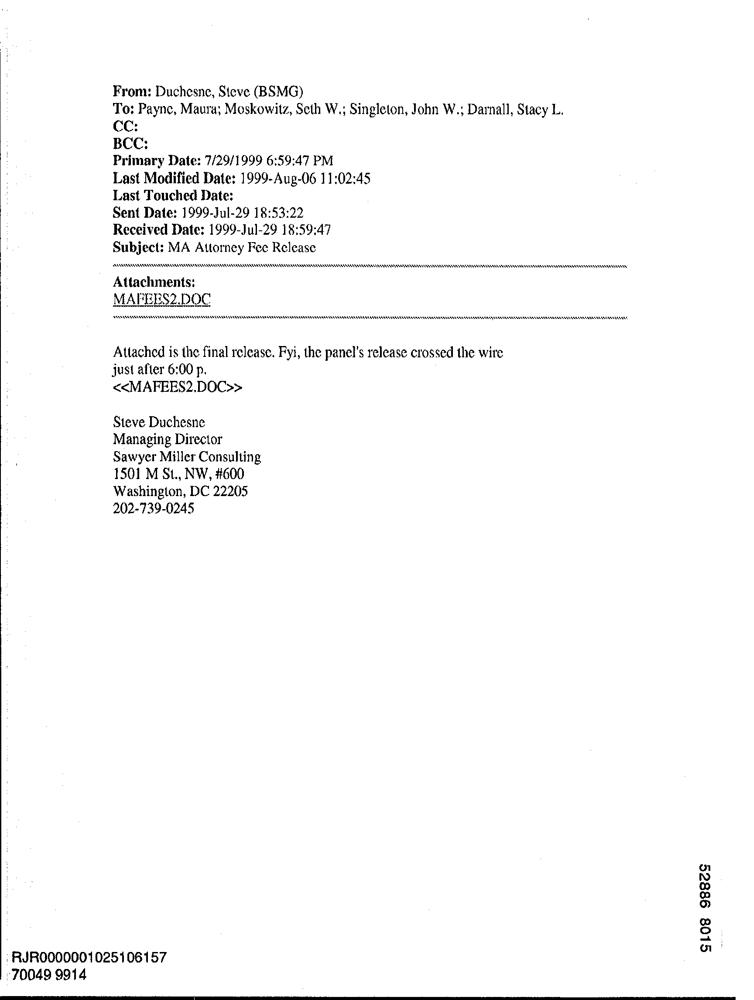 From: Duchesne, Steve (BSMG)
To: Payne, Maura; Moskowitz, Seth W.; Singleton, John W.; Darnall, Stacy L.
CC:
BCC:
Primary Date: 7/29/1999 6:59:47 PM
Last Modified Date: 1999-Aug-06 11:02:45
Last Touched Date:
Sent Date: 1999-Jul-29 18:53:22
Received Date: 1999-Jul-29 18:59:47
Subject: MA Attorney Fee Release
Attachments:
MAFEES2.DOC
Attached is the final release. Fyi, the panel's release crossed the wire
just after 6:00 p.
<<MAFEES2.DOC>>
Steve Duchesne
Managing Director
Sawyer Miller Consulting
1501 M St., NW, #600
Washington, DC 22205
202-739-0245
52886 8015
RJR0000001025106157
70049 9914